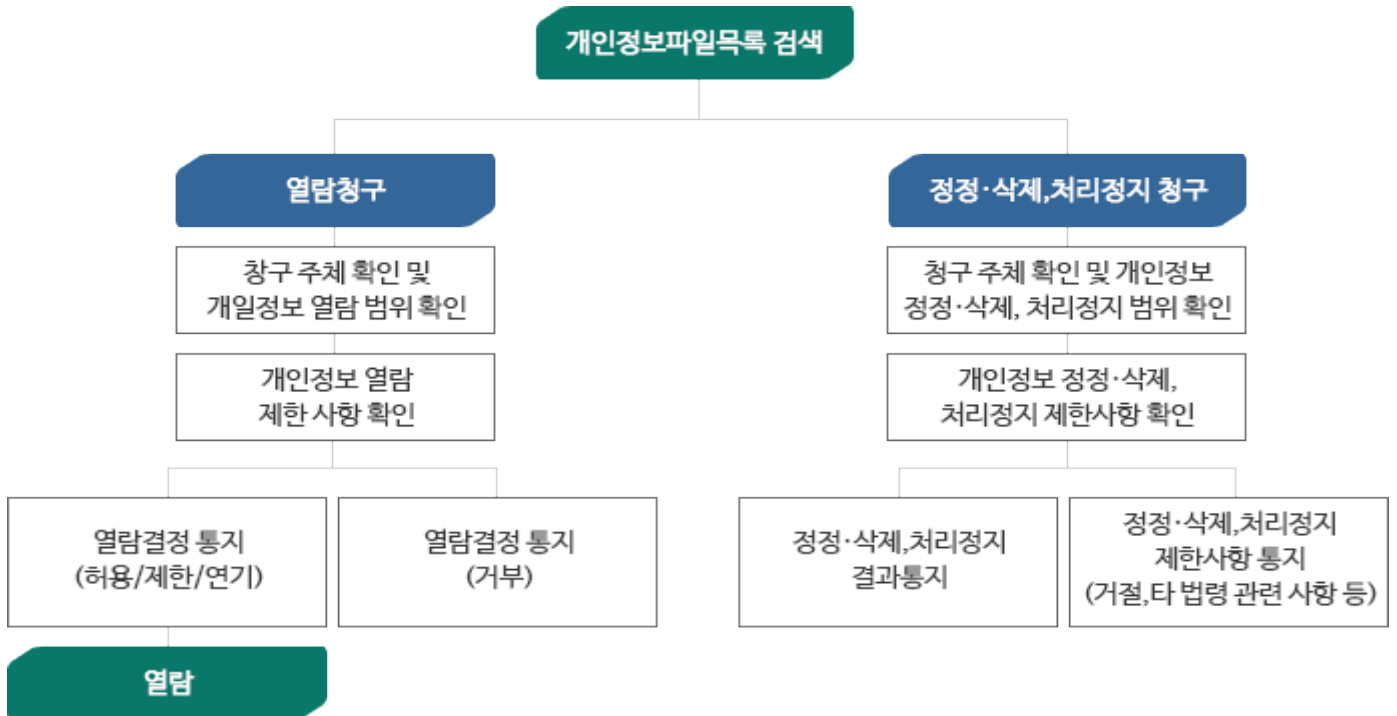 개인정보파일목록 검색
열람청구
창구 주체 확인 및
개일정보 열람 범위 확인
개인정보 열람
제한 사항 확인
열람결정 통지
(허용/제한/연기)
열람결정 통지
(거부)
열람
정정·삭제,처리정지 청구
청구 주체 확인 및 개인정보
정정·삭제, 처리정지 범위 확인
개인정보 정정·삭제,
처리정지 제한사항 확인
정정·삭제,처리정지
결과통지
정정·삭제,처리정지
제한사항 통지
(거절,타 법령 관련 사항 등)